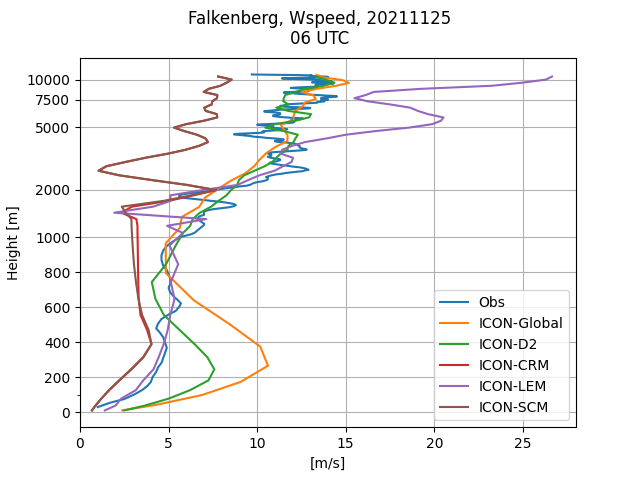 Falkenberg, Wspeed, 20211125
06 UTC
Height [m]
10000
7500
5000
2000
1000
800
600
400
200
0
0 5 10 15 20 25
[m/s]
Obs
ICON-Global
ICON-D2
ICON-CRM
ICON-LEM
ICON-SCM